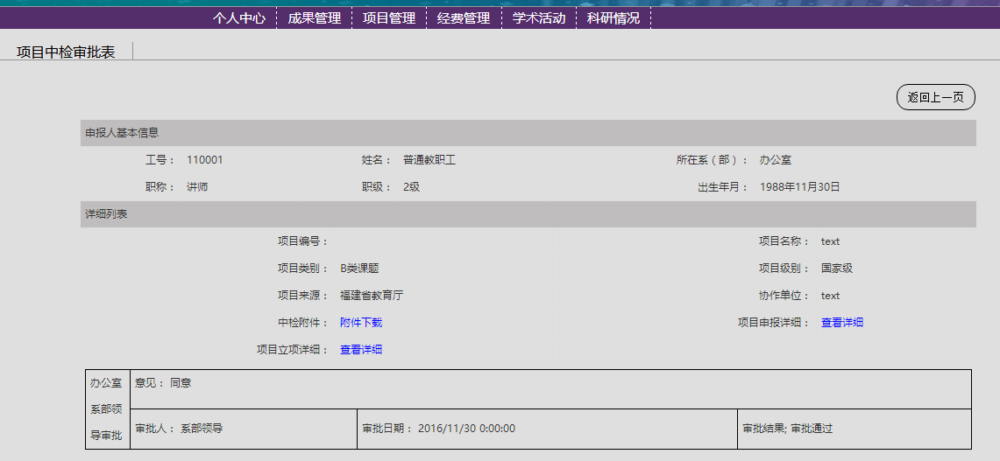 个人中心 成果管理 项目管理 经费管理 学术活动 科研情况
项目中检审批表
返回上一页
申报人基本信息
工号： 110001 姓名： 普通教职工 所在系（部）： 办公室
职称： 讲师 职级： 2级 出生年月： 1988年11月30日
详细列表
项目编号： 项目名称： text
项目类别： B类课题 项目级别： 国家级
项目来源： 福建省教育厅 协作单位： text
中检附件： 附件下载 项目申报详细： 查看详细
项目立项详细： 查看详细
办公室
系部领
导审批
意见： 同意
审批人： 系部领导 审批日期： 2016/11/30 0:00:00 审批结果; 审批通过